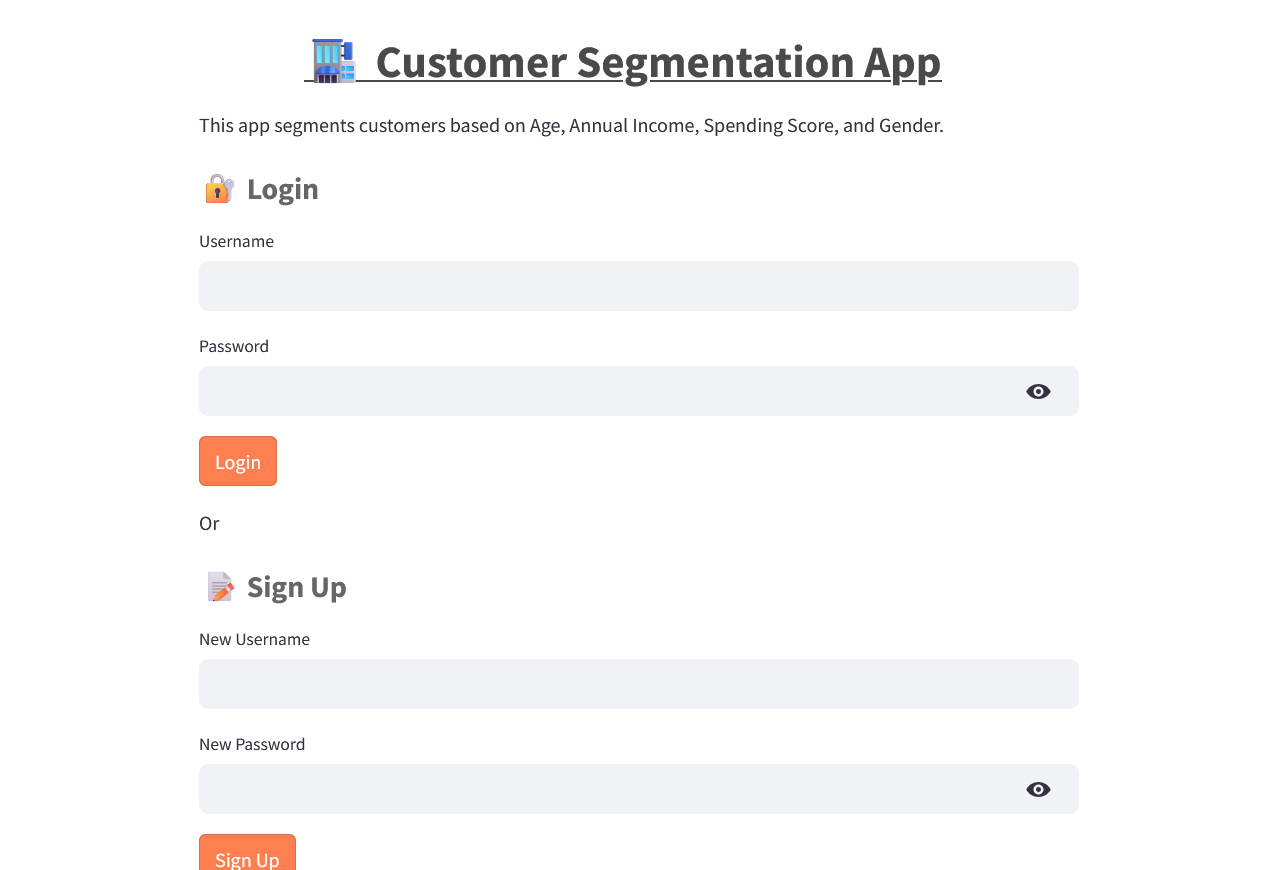 Customer Segmentation App
This app segments customers based on Age, Annual Income, Spending Score, and Gender.
Login
Username
Password
Login
Or
Sign Up
New Username
New Password
Sign Up